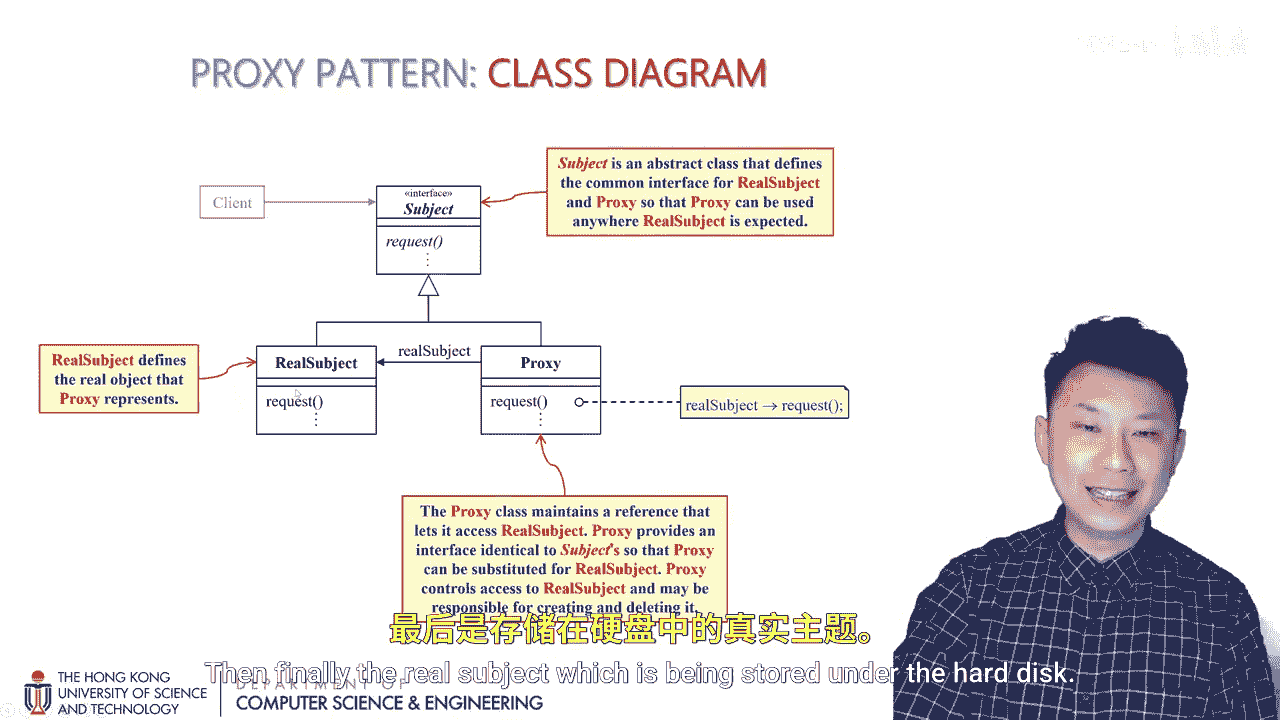 PROXY PATTERN: CLASS DIAGRAM
Subject is an abstract class that defines
the common interface for RealSubject
and Proxy so that Proxy can be used
anywhere RealSubject is expected.
Client
«interface»
Subject
request()
RealSubject defines
the real object that
Proxy represents.
RealSubject
request()
realSubject
Proxy
request()
realSubject → request();
The Proxy class maintains a reference that
lets it access RealSubject. Proxy provides an
interface identical to Subject's so that Proxy
can be substituted for RealSubject. Proxy
controls access to RealSubject and may be
responsible for creating and deleting it.
最后是存储在硬盘中的真实主题。
Then finally the real subject which is being stored under the hard disk.
THE HONG KONG
UNIVERSITY OF SCIENCE
AND TECHNOLOGY
DEPARTMENT OF
COMPUTER SCIENCE & ENGINEERING